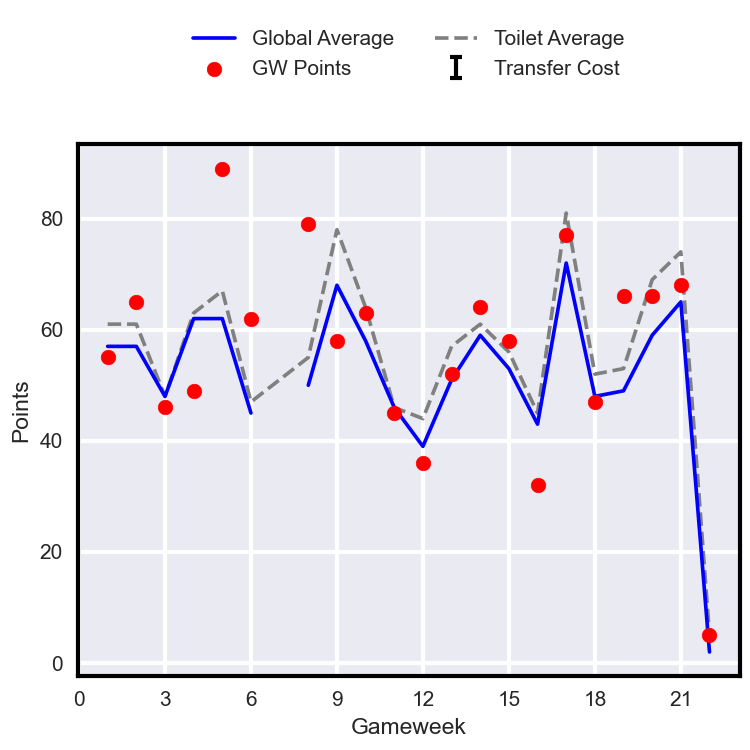 Global Average
GW Points
Toilet Average
Transfer Cost
Points
80
60
40
20
0
0 3 6 9 12 15 18 21
Gameweek